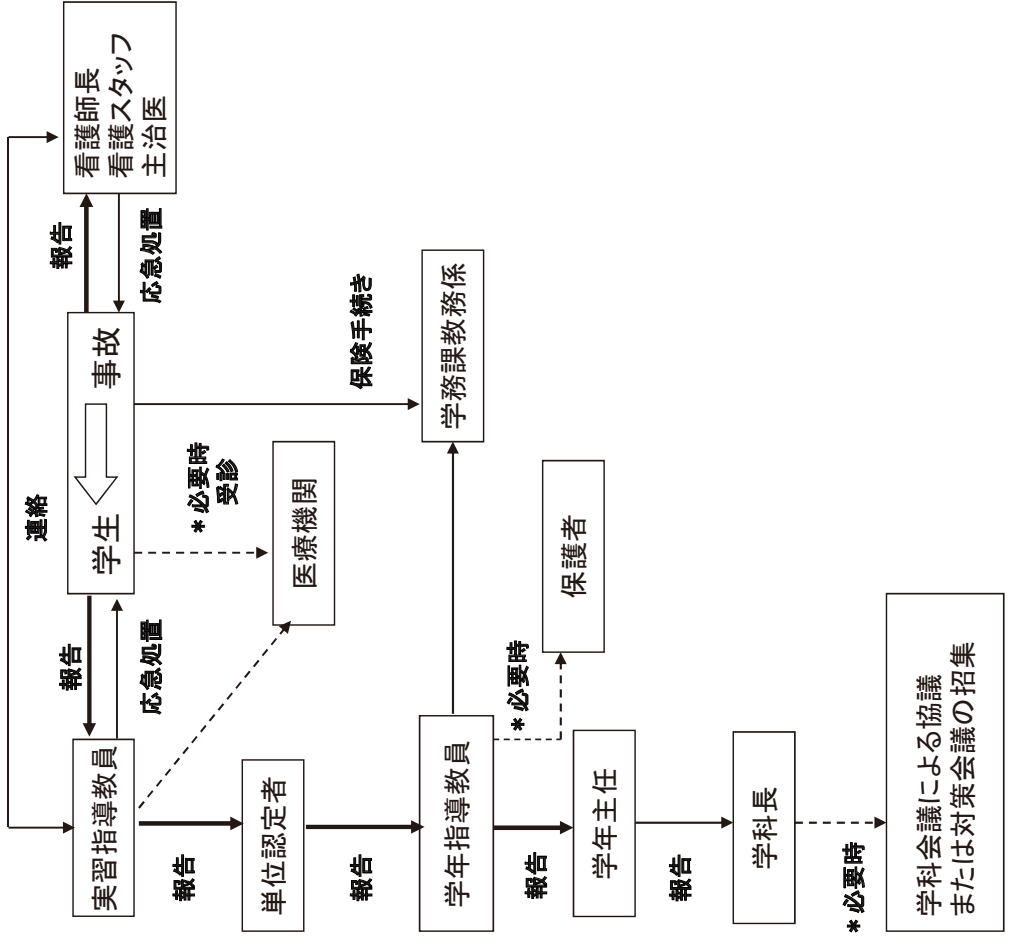 連絡
実習指導教員
報告
応急処置
学生
事故
報告
応急処置
看護師長
看護スタッフ
主治医
＊必要時
受診
医療機関
保険手続き
学務課教務係
報告
単位認定者
報告
学年指導教員
＊必要時
保護者
報告
学年主任
報告
学科長
＊必要時
学科会議による協議
または対策会議の招集